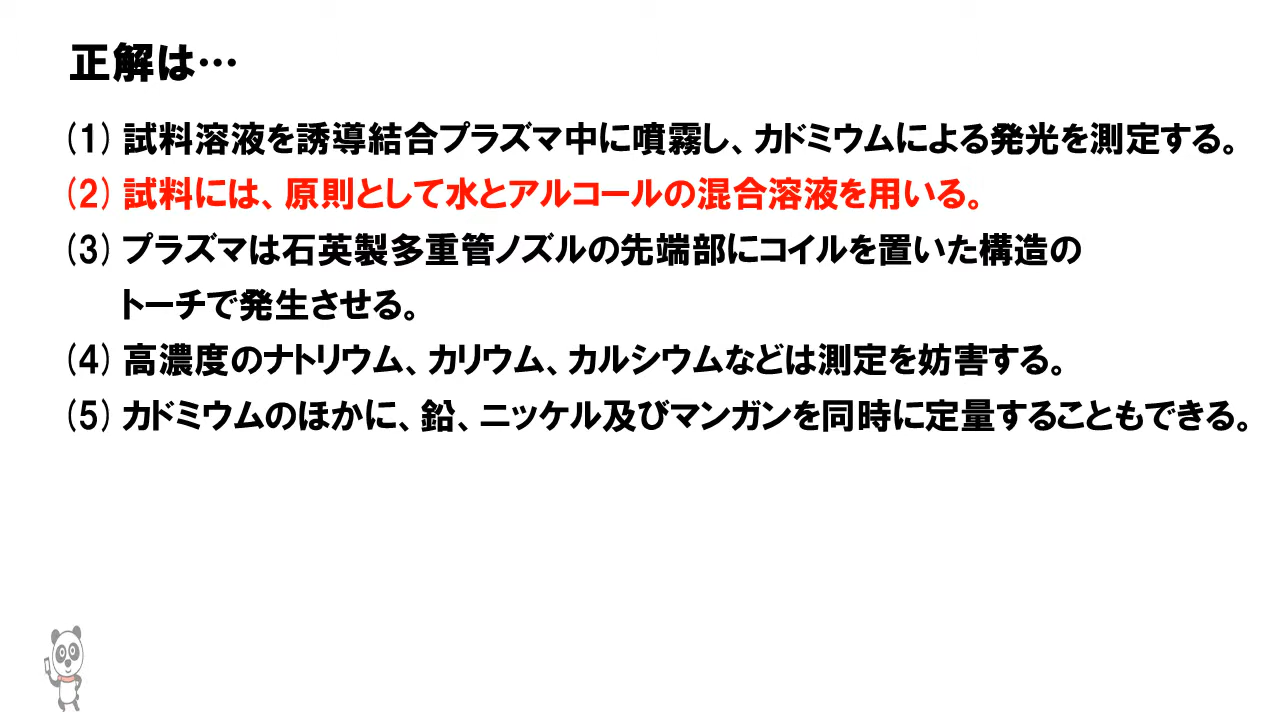 正解は…
(1) 試料溶液を誘導結合プラズマ中に噴霧し、カドミウムによる発光を測定する。
(2) 試料には、原則として水とアルコールの混合溶液を用いる。
(3) プラズマは石英製多重管ノズルの先端部にコイルを置いた構造の
トーチで発生させる。
(4) 高濃度のナトリウム、カリウム、カルシウムなどは測定を妨害する。
(5) カドミウムのほかに、鉛、ニッケル及びマンガンを同時に定量することもできる。